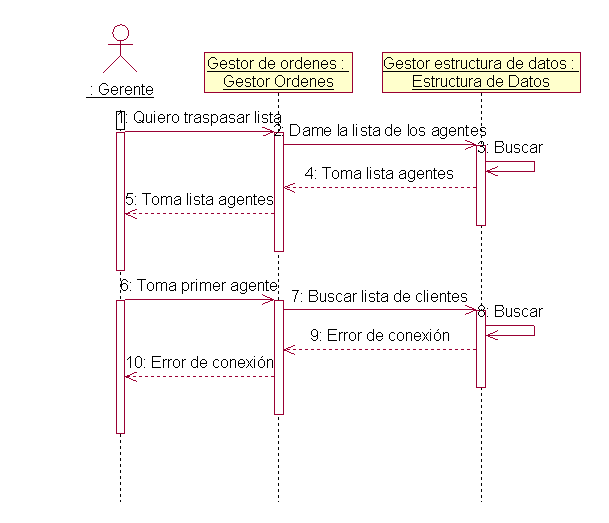 : Gerente
Gestor de ordenes :
Gestor Ordenes
Gestor estructura de datos :
Estructura de Datos
1: Quiero traspasar lista
2: Dame la lista de los agentes
3: Buscar
4: Toma lista agentes
5: Toma lista agentes
6: Toma primer agente
7: Buscar lista de clientes
8: Buscar
9: Error de conexión
10: Error de conexión